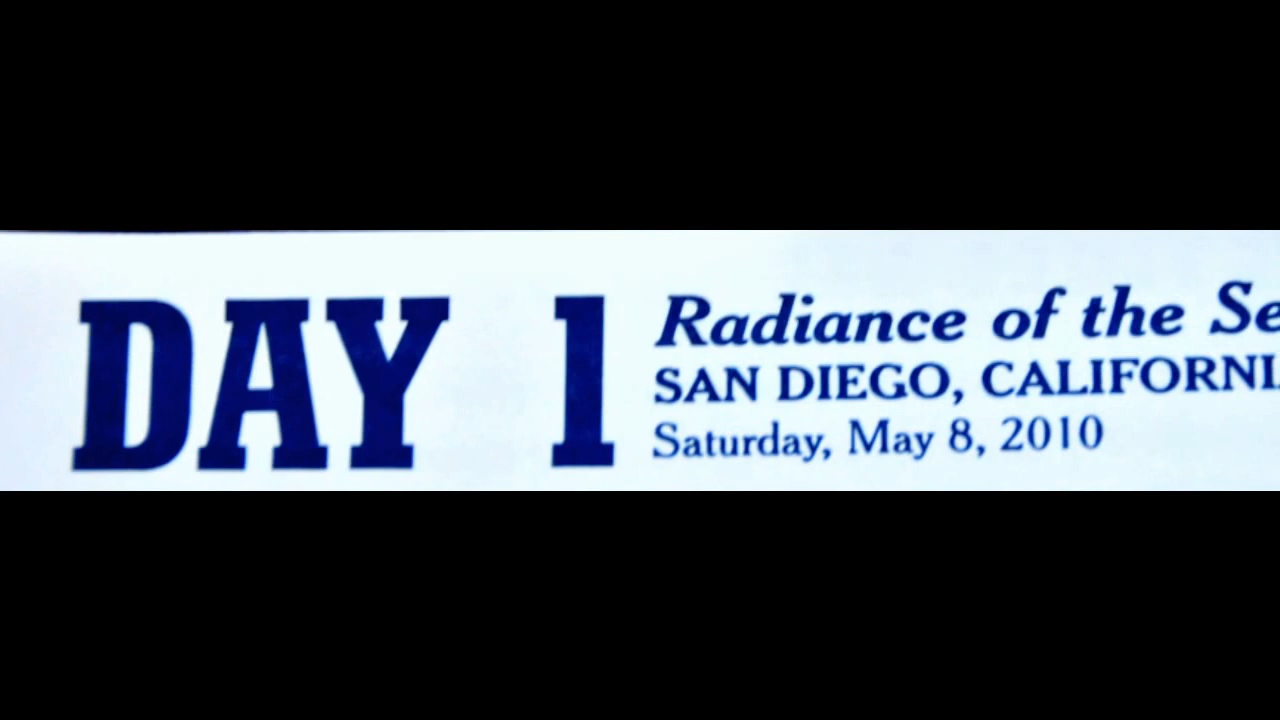 DAY 1
Radiance of the Se
SAN DIEGO, CALIFORNI
Saturday, May 8, 2010